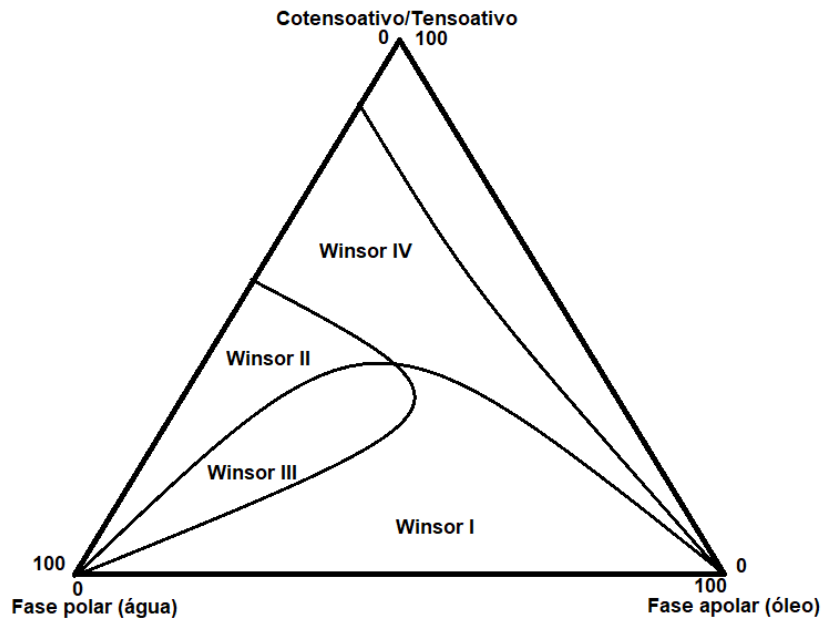 Cotensoativo/Tensoativo
0 100
Winsor IV
Winsor II
Winsor III
Winsor I
100
0
0
100
Fase polar (água)
Fase apolar (óleo)